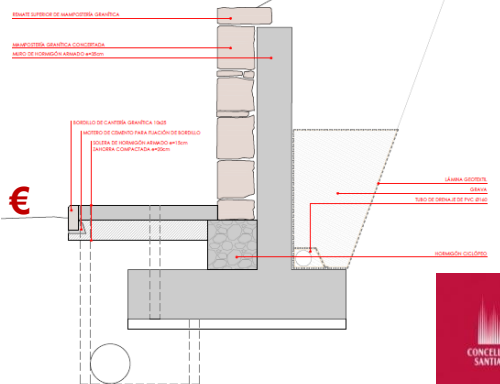 REMATE SUPERIOR DE MAMPOSTERÍA GRANÍTICA
MAMPOSTERÍA GRANÍTICA CONCERTADA
MURO DE HORMIGÓN ARMADO e=25cm
BORDILLO DE CANTERÍA GRANÍTICA 15x25
MOTERO DE CEMENTO PARA FIJACIÓN DE BORDILLO
SOLERA DE HORMIGÓN ARMADO e=15cm
ZAHORRA COMPACTADA e=20cm
€
LÁMINA GEOTEXTIL
GRAVA
TUBO DE DRENAJE DE PVC Ø160
HORMIGÓN CICLÓPEO
CONCELL
SANTIA